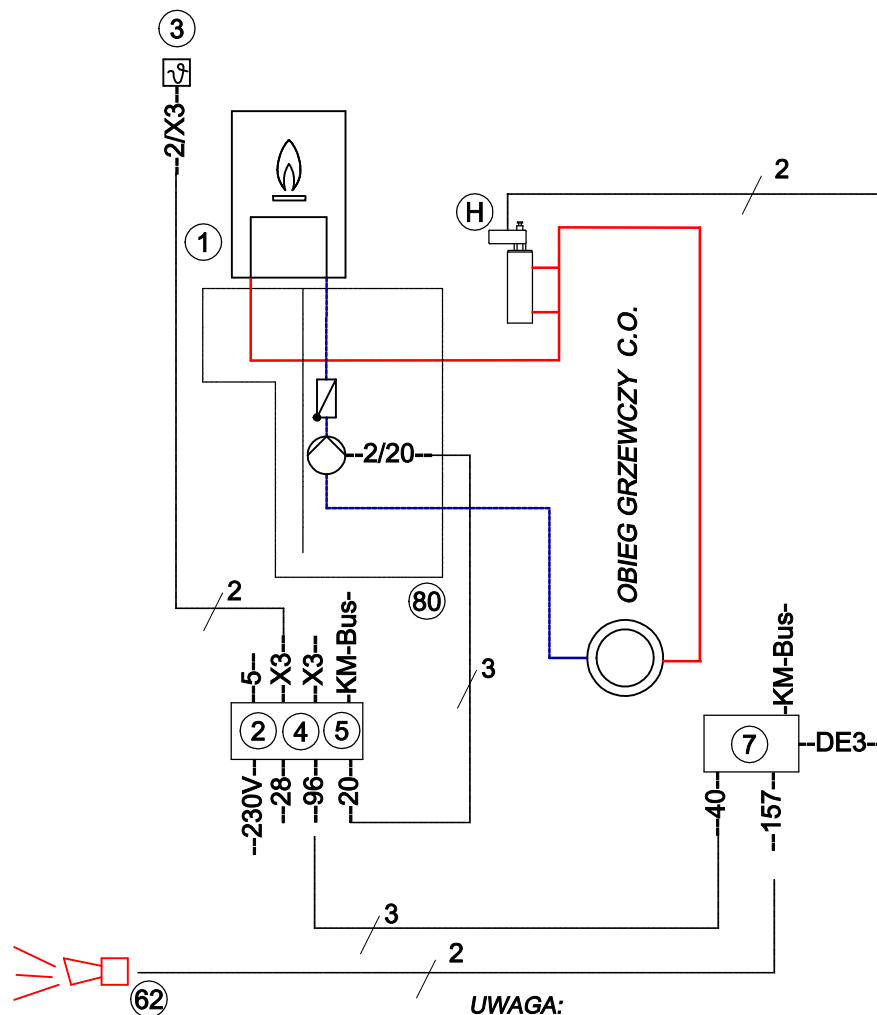 3
ϑ
--2/X3--
2
H
1
OBIEG GRZEWCZY C.O.
--2/20--
80
2
5--
X3--
--X3--
-KM-Bus-
3
-KM-Bus-
2
4
5
7
--DE3--
--230V--
--28--
--96--
--20--
--40--
--157--
3
2
62
UWAGA: